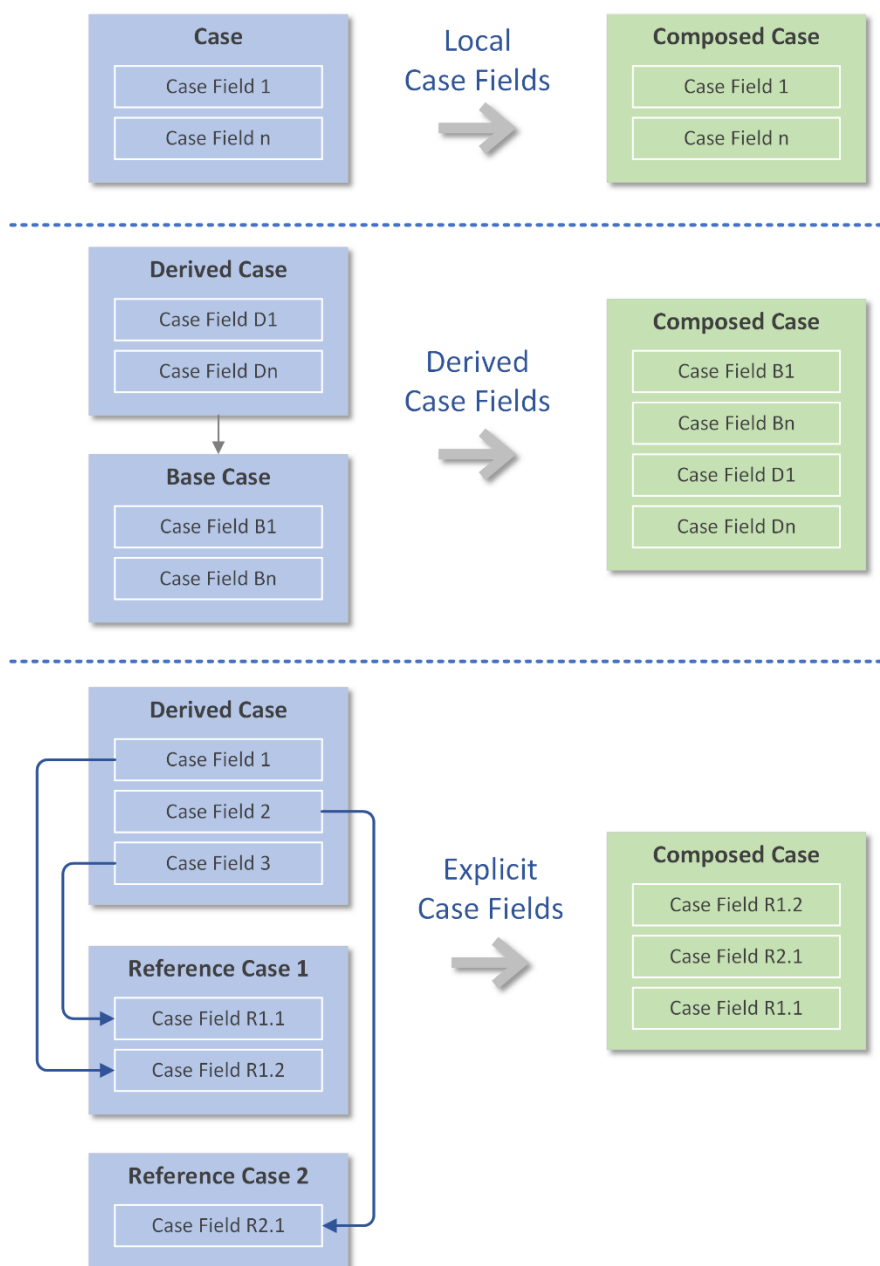 Case
Case Field 1
Case Field n
Local
Case Fields
Composed Case
Case Field 1
Case Field n
Derived Case
Case Field D1
Case Field Dn
Base Case
Case Field B1
Case Field Bn
Derived
Case Fields
Composed Case
Case Field B1
Case Field Bn
Case Field D1
Case Field Dn
Derived Case
Case Field 1
Case Field 2
Case Field 3
Reference Case 1
Case Field R1.1
Case Field R1.2
Reference Case 2
Case Field R2.1
Explicit
Case Fields
Composed Case
Case Field R1.2
Case Field R2.1
Case Field R1.1